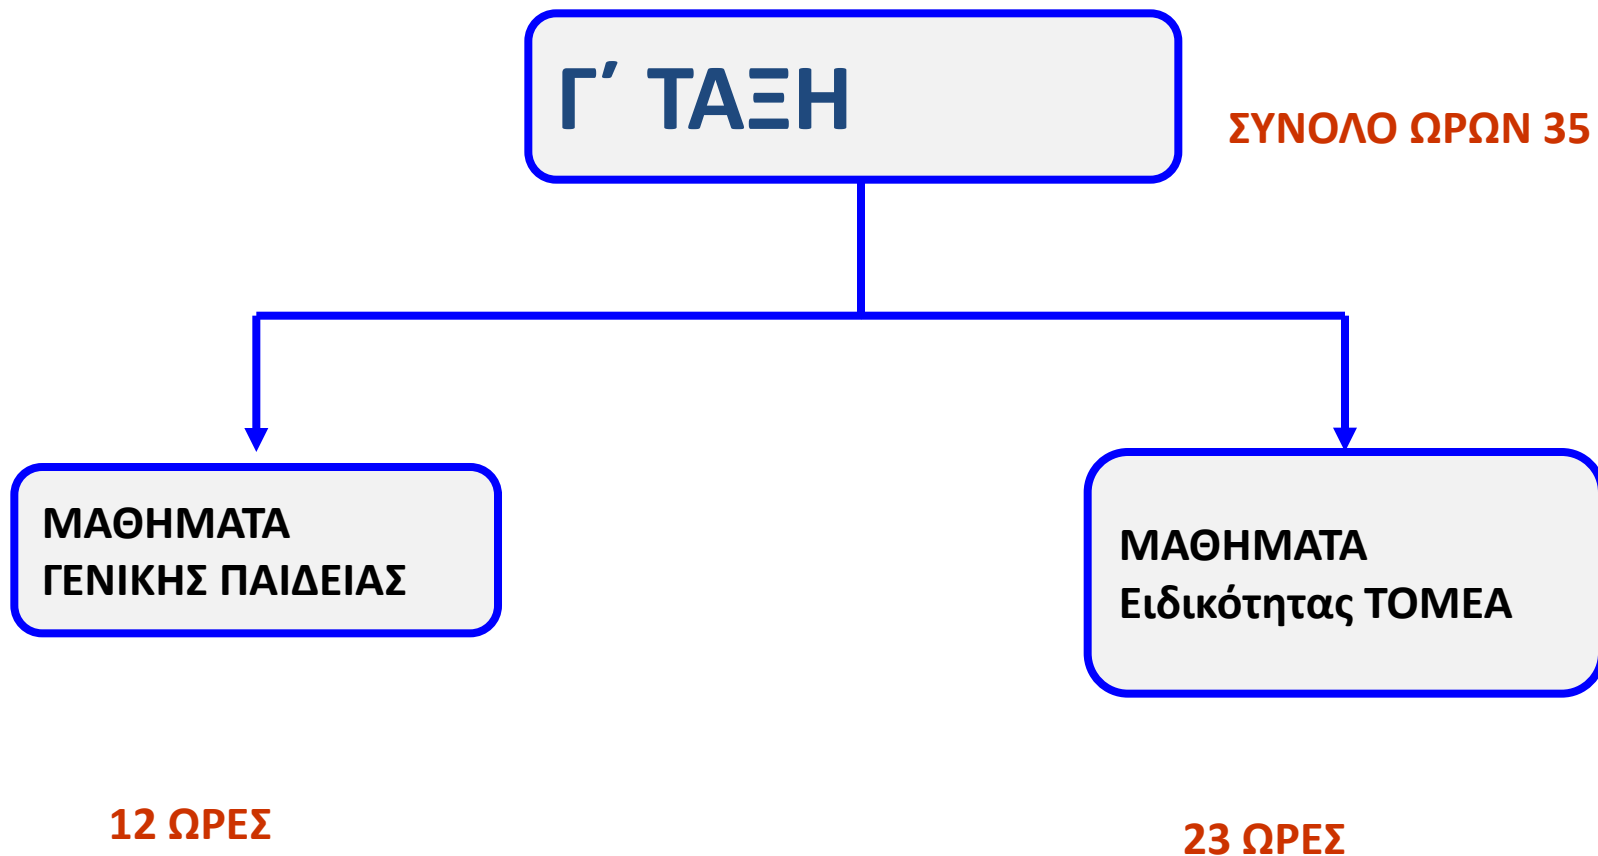 Γ΄ ΤΑΞΗ
ΣΥΝΟΛΟ ΩΡΩΝ 35
ΜΑΘΗΜΑΤΑ
ΓΕΝΙΚΗΣ ΠΑΙΔΕΙΑΣ
ΜΑΘΗΜΑΤΑ
Ειδικότητας ΤΟΜΕΑ
12 ΩΡΕΣ
23 ΩΡΕΣ